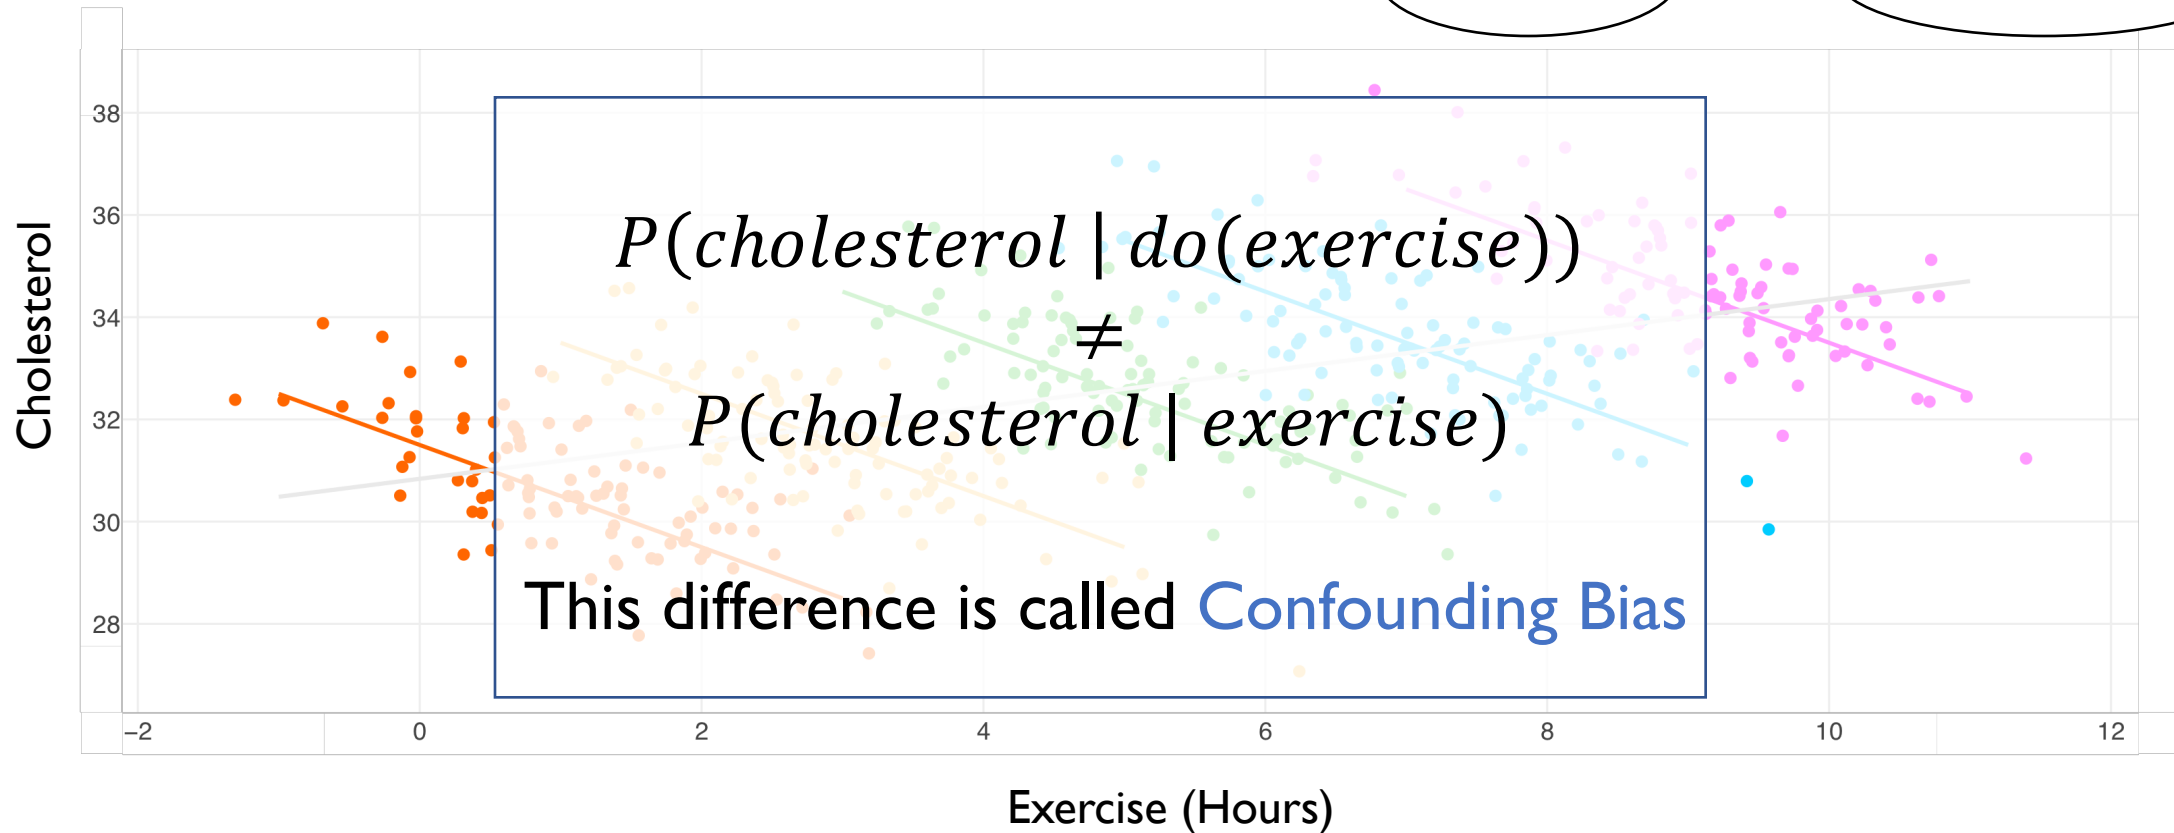 38
36
34
32
30
28
Cholesterol
P(cholesterol | do(exercise))
≠
P(cholesterol | exercise)
This difference is called Confounding Bias
−2 0 2 4 6 8 10 12
Exercise (Hours)